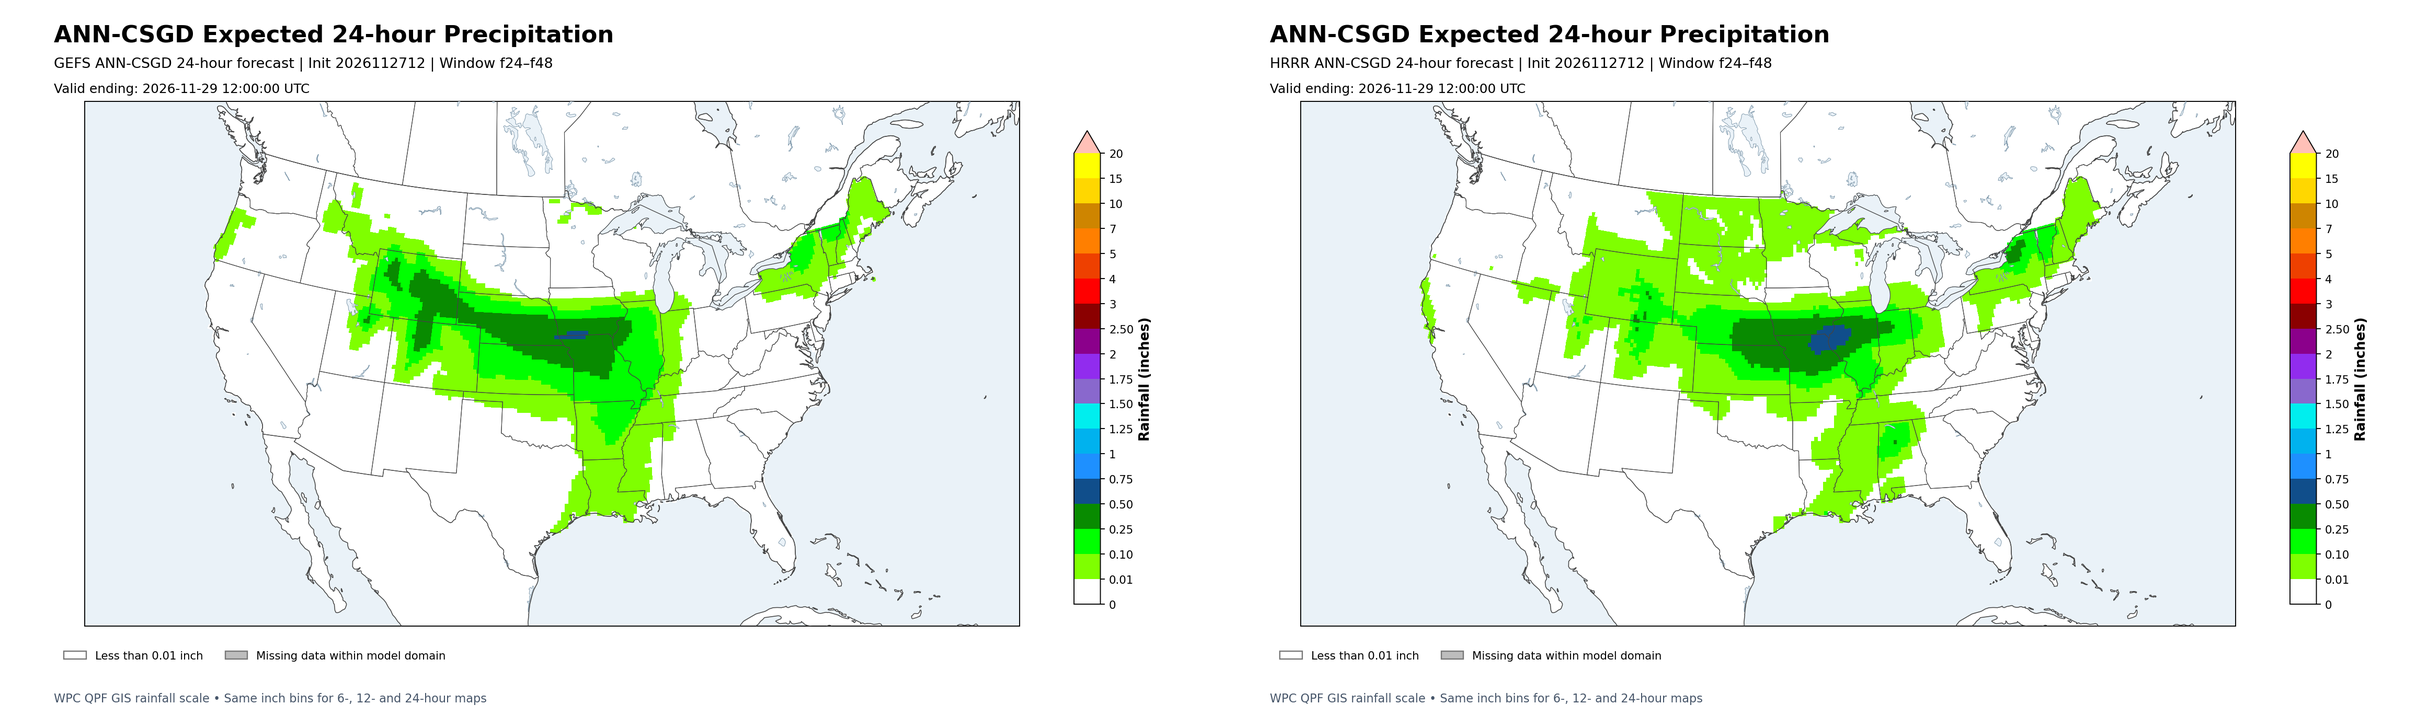 ANN-CSGD Expected 24-hour Precipitation
GEFS ANN-CSGD 24-hour forecast | Init 2026112712 | Window f24–f48
Valid ending: 2026-11-29 12:00:00 UTC
20
15
10
7
5
4
3
2.50
2
1.75
1.50
1.25
1
0.75
0.50
0.25
0.10
0.01
0
Rainfall (inches)
Less than 0.01 inch
Missing data within model domain
WPC QPF GIS rainfall scale • Same inch bins for 6-, 12- and 24-hour maps
ANN-CSGD Expected 24-hour Precipitation
HRRR ANN-CSGD 24-hour forecast | Init 2026112712 | Window f24–f48
Valid ending: 2026-11-29 12:00:00 UTC
20
15
10
7
5
4
3
2.50
2
1.75
1.50
1.25
1
0.75
0.50
0.25
0.10
0.01
0
Rainfall (inches)
Less than 0.01 inch
Missing data within model domain
WPC QPF GIS rainfall scale • Same inch bins for 6-, 12- and 24-hour maps